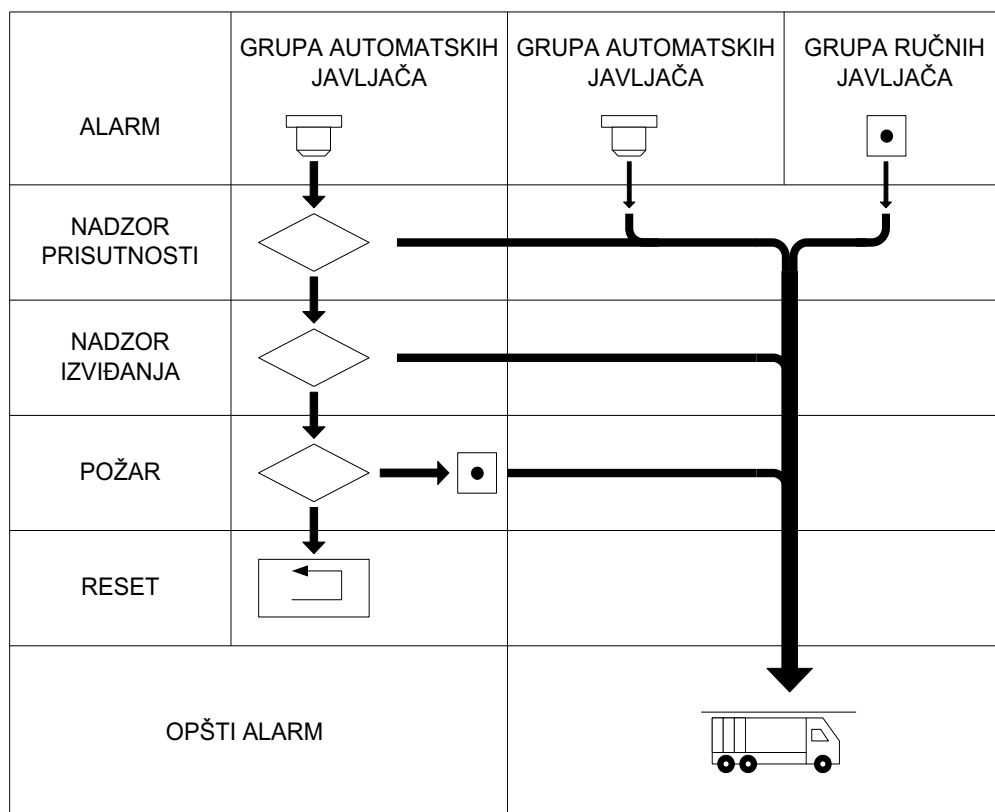 GRUPA AUTOMATSKIH
JAVLJAČA
GRUPA AUTOMATSKIH
JAVLJAČA
GRUPA RUČNIH
JAVLJAČA
ALARM
NADZOR
PRISUTNOSTI
NADZOR
IZVIĐANJA
POŽAR
RESET
OPŠTI ALARM